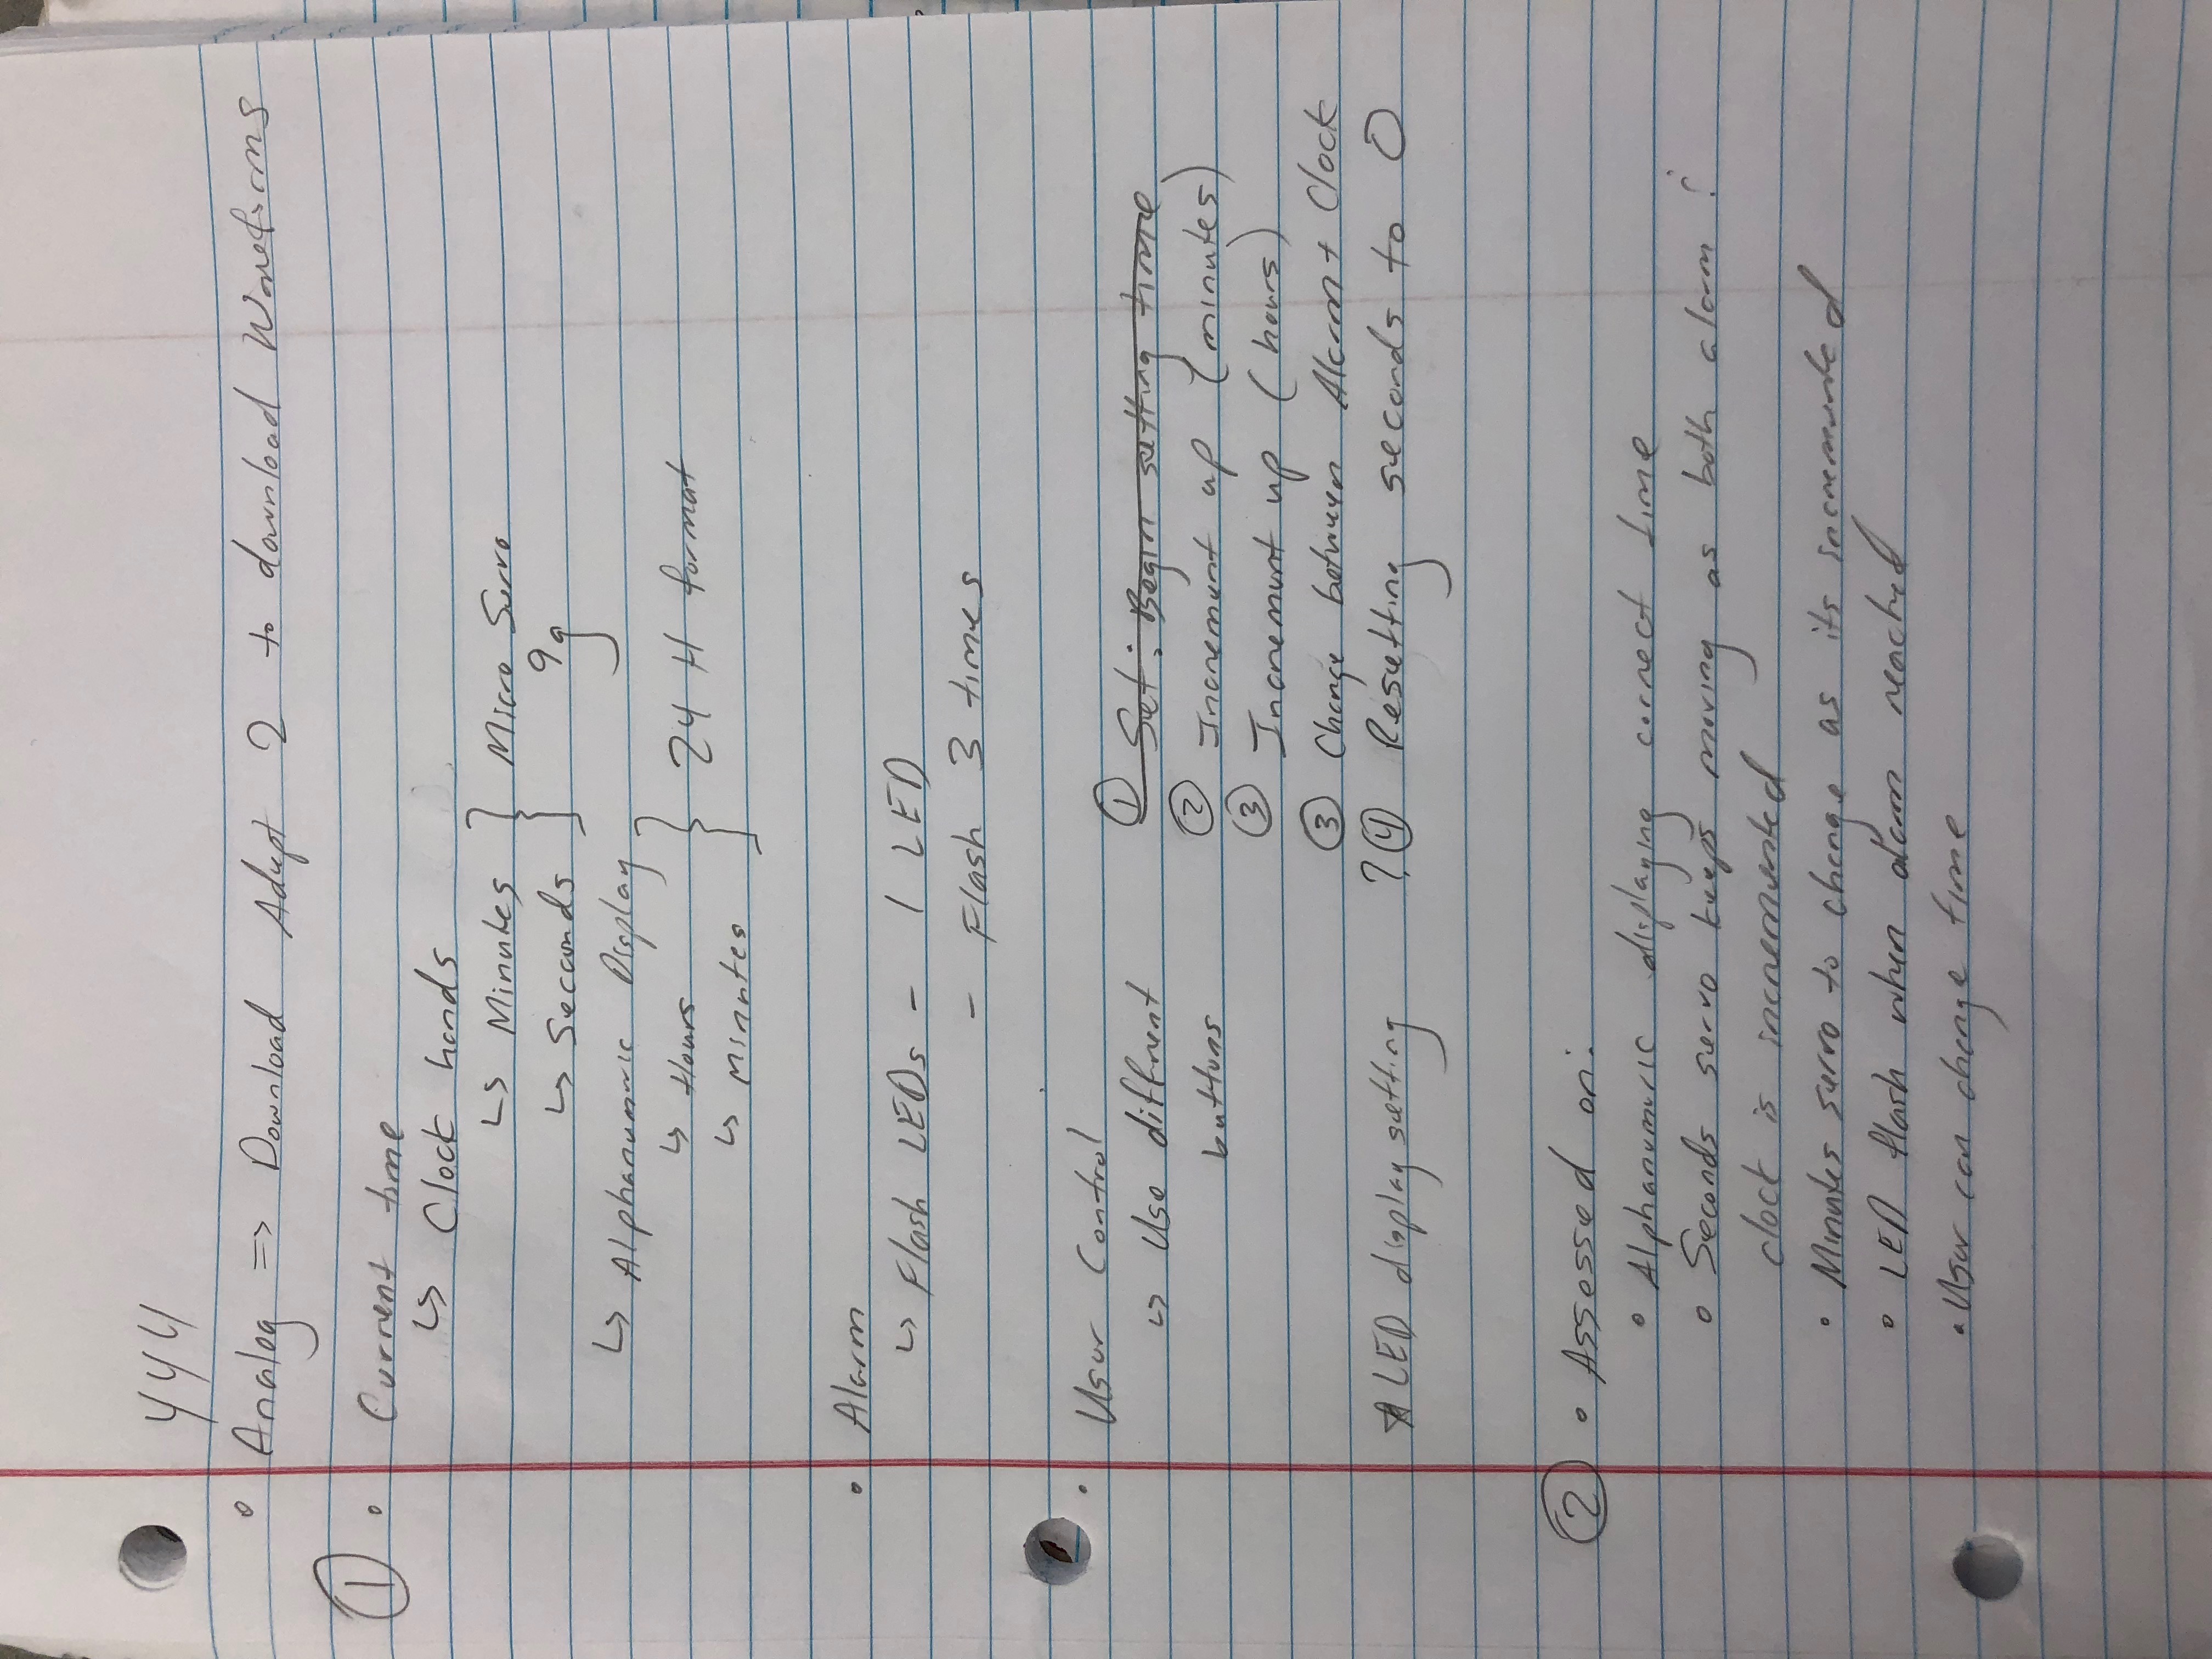 444
• Analog => Download Adept 2 to download Waveforms
① • Current time
↳ Clock hands
↳ Minutes } Micro Servo
↳ Secconds 9g
↳ Alphanumeric Display
↳ Hours } 24 H format
↳ Minutes
• Alarm
↳ Flash LEDs - 1 LED
- Flash 3 times
• User Control
↳ Use different
buttons
① Set: Begin setting time
② Increment up (minutes)
③ Increment up (hours)
③ Change between Alarm + Clock
* LED display setting
? ④ Resetting seconds to 0
② • Assessed on:
• Alphanumeric displaying correct time
• Seconds servo keeps moving as both alarm &
clock is incremented
• Minutes servo to change as its incremented
• LED flash when alarm reached
• User can change time